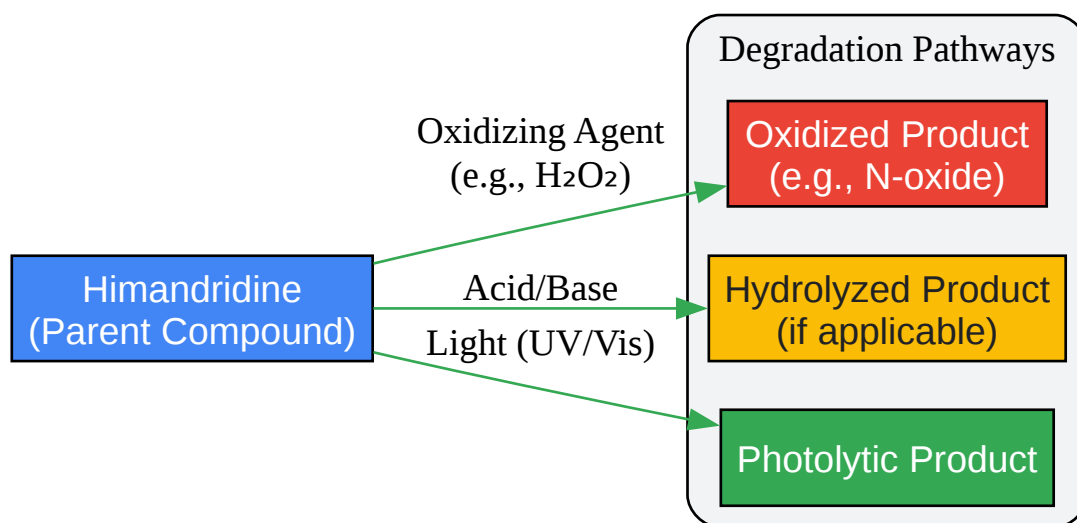 Degradation Pathways
Oxidizing Agent
(e.g., H₂O₂)
Oxidized Product
(e.g., N-oxide)
Himandridine
(Parent Compound)
Acid/Base
Hydrolyzed Product
(if applicable)
Light (UV/Vis)
Photolytic Product